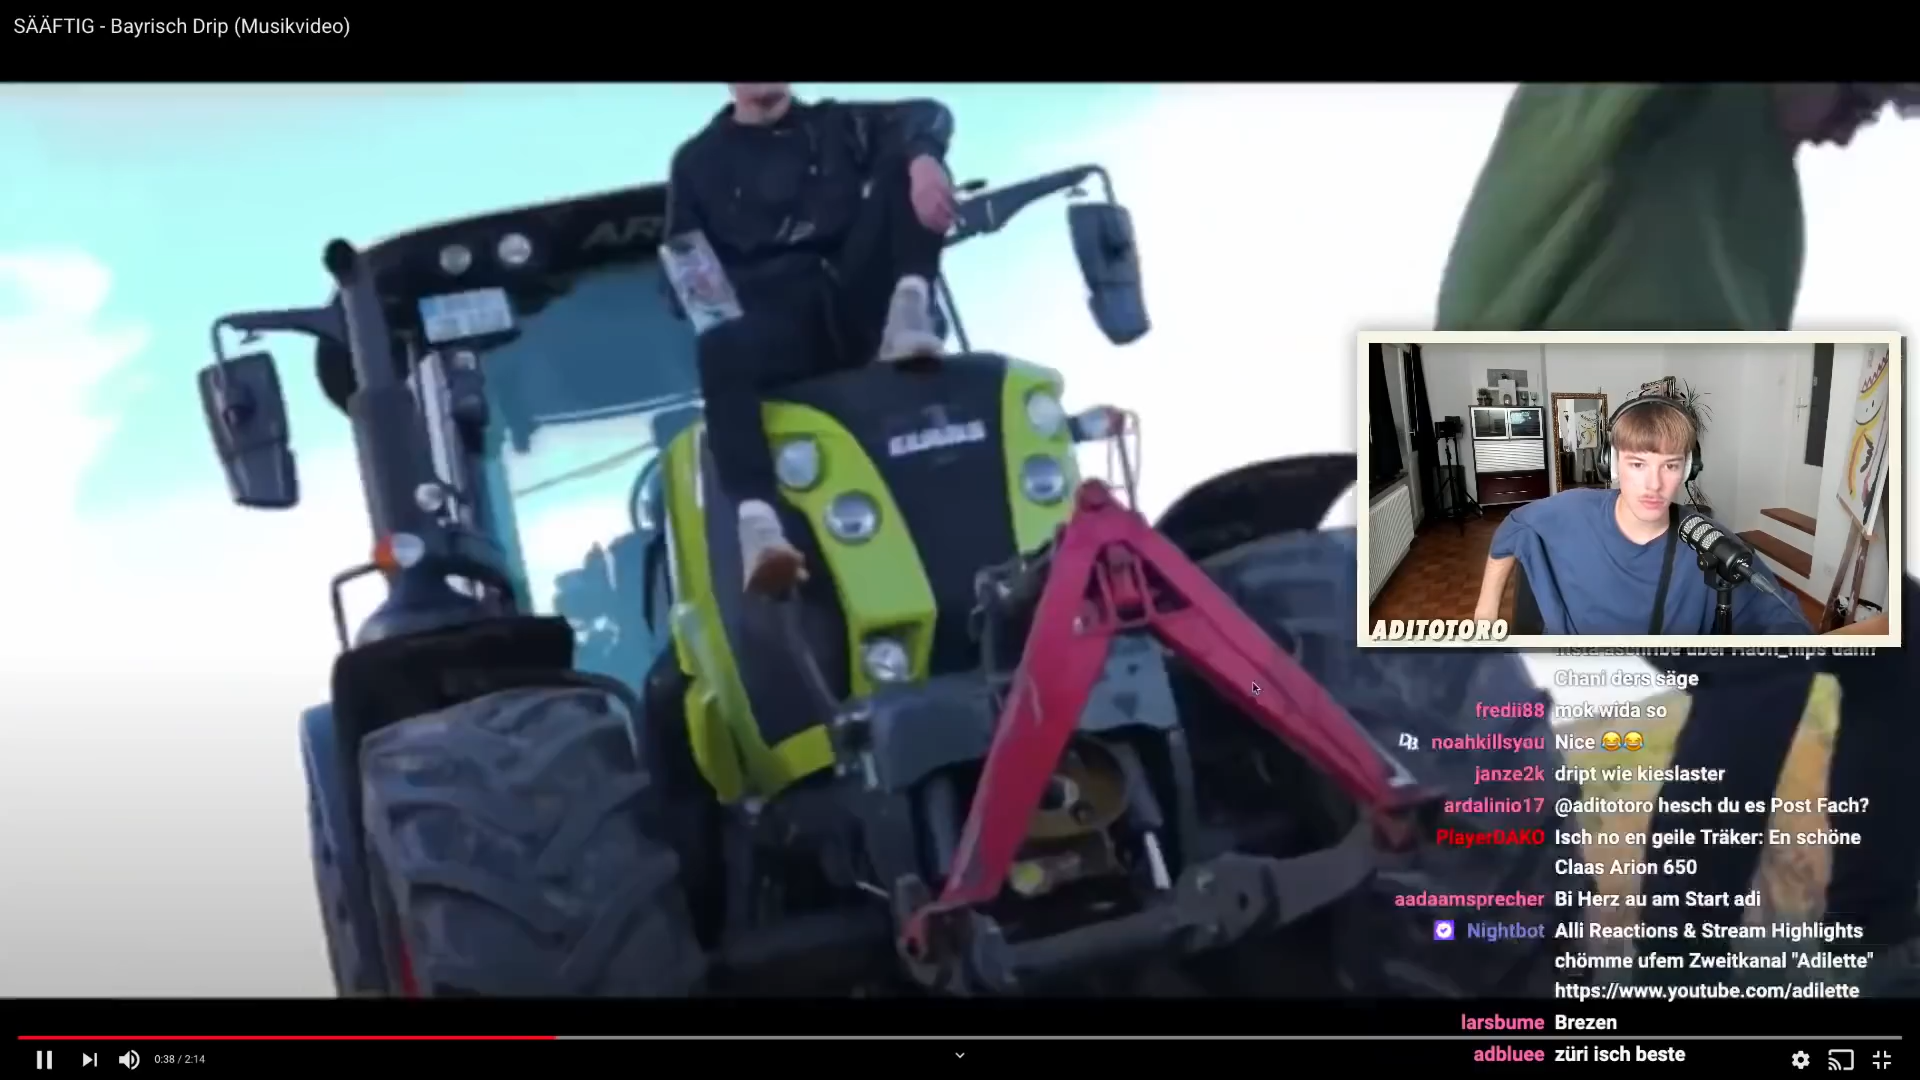 SÄÄFTIG - Bayrisch Drip (Musikvideo)
CLAAS
ADITOTORO
Chani ders säge
fredii88 mok wida so
noahkillsyou Nice 😂😂
janze2k dript wie kieslaster
ardalinio17 @aditotoro hesch du es Post Fach?
PlayerDAKO Isch no en geile Träker: En schöne
Claas Arion 650
aadaamsprecher Bi Herz au am Start adi
Nightbot Alli Reactions & Stream Highlights
chömme ufem Zweitkanal "Adilette"
https://www.youtube.com/adilette
larsbume Brezen
adbluee züri isch beste
0:38 / 2:14